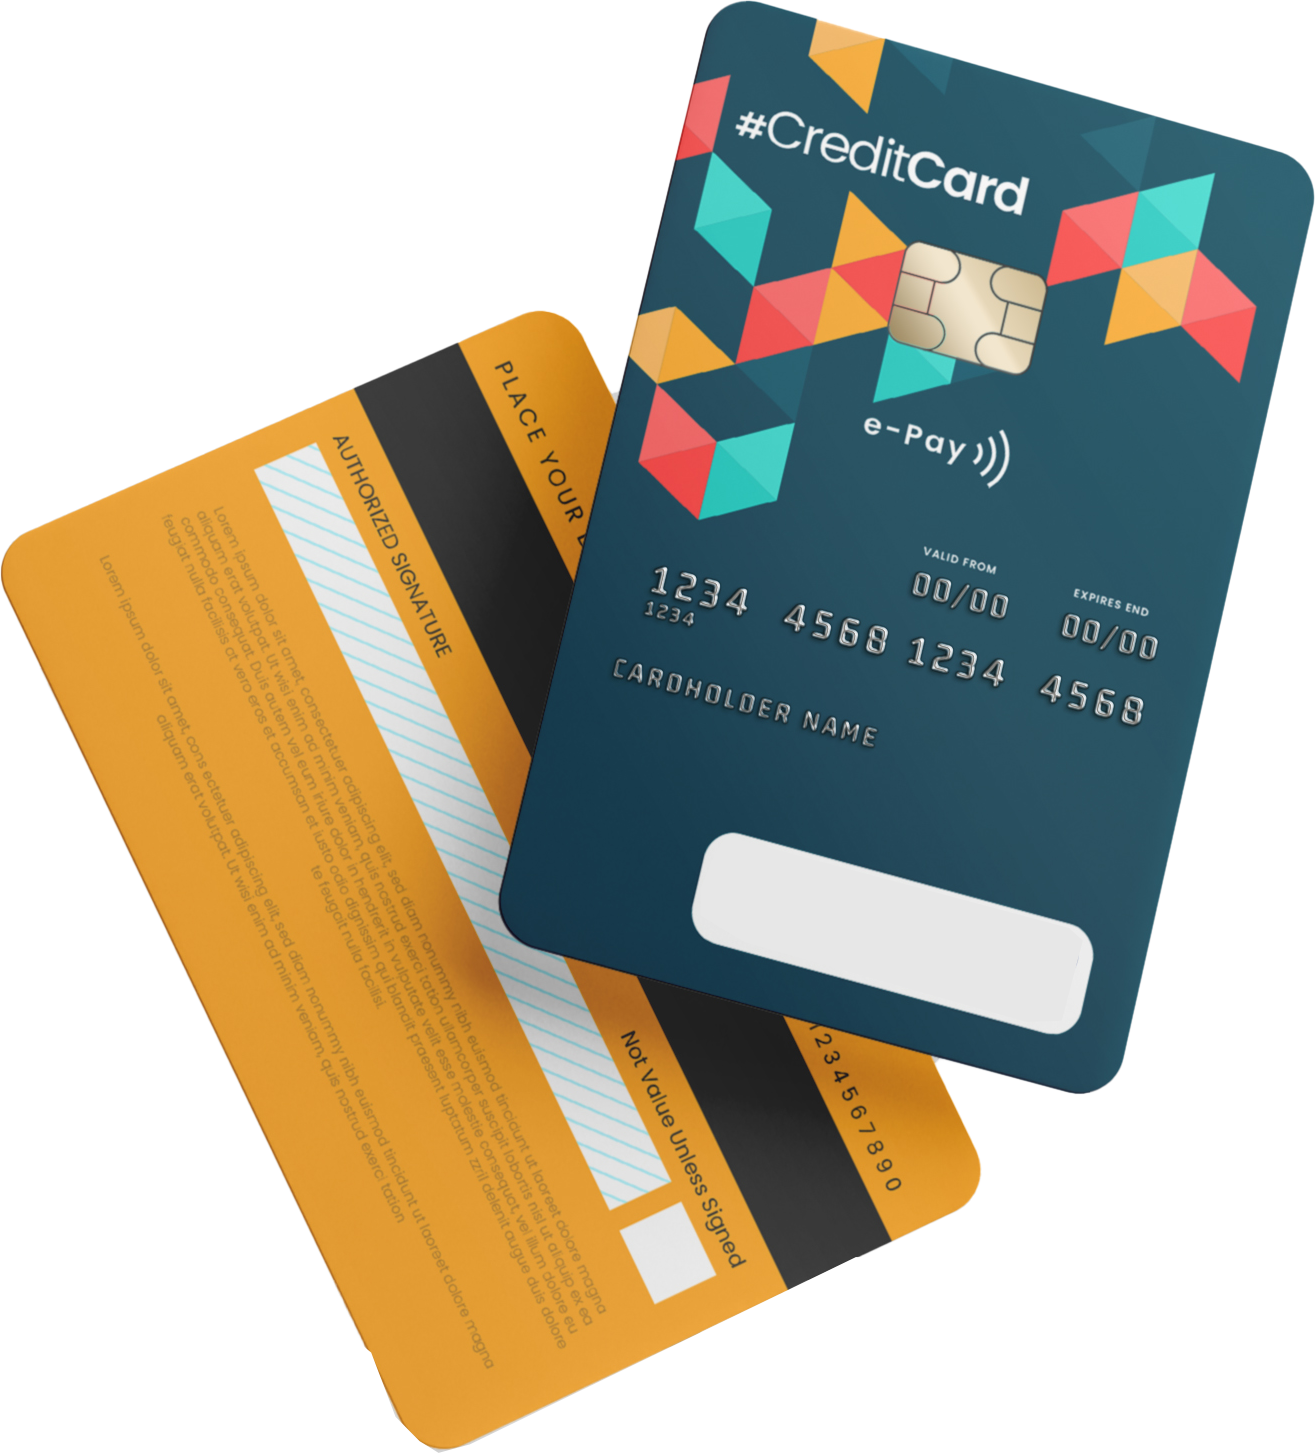 #CreditCard
e-Pay
VALID FROM
00/00
EXPIRES END
00/00
1234 4568 1234 4568
1234
CARDHOLDER NAME
PLACE YOUR
1234567890
AUTHORIZED SIGNATURE
Not Value Unless Signed
Lorem ipsum dolor sit amet, consectetuer adipiscing elit, sed diam nonummy nibh euismod tincidunt ut laoreet dolore magna
aliquam erat volutpat. Ut wisi enim ad minim veniam, quis nostrud exerci tation ullamcorper suscipit lobortis nisl ut aliquip ex ea
commodo consequat. Duis autem vel eum iriure dolor in hendrerit in vulputate velit esse molestie consequat, vel illum dolore eu
feugiat nulla facilisis at vero eros et accumsan et iusto odio dignissim qui blandit praesent luptatum zzril delenit augue duis dolore
te feugait nulla facilisi.
Lorem ipsum dolor sit amet, cons ectetuer adipiscing elit, sed diam nonummy nibh euismod tincidunt ut laoreet dolore magna
aliquam erat volutpat. Ut wisi enim ad minim veniam, quis nostrud exerci tation